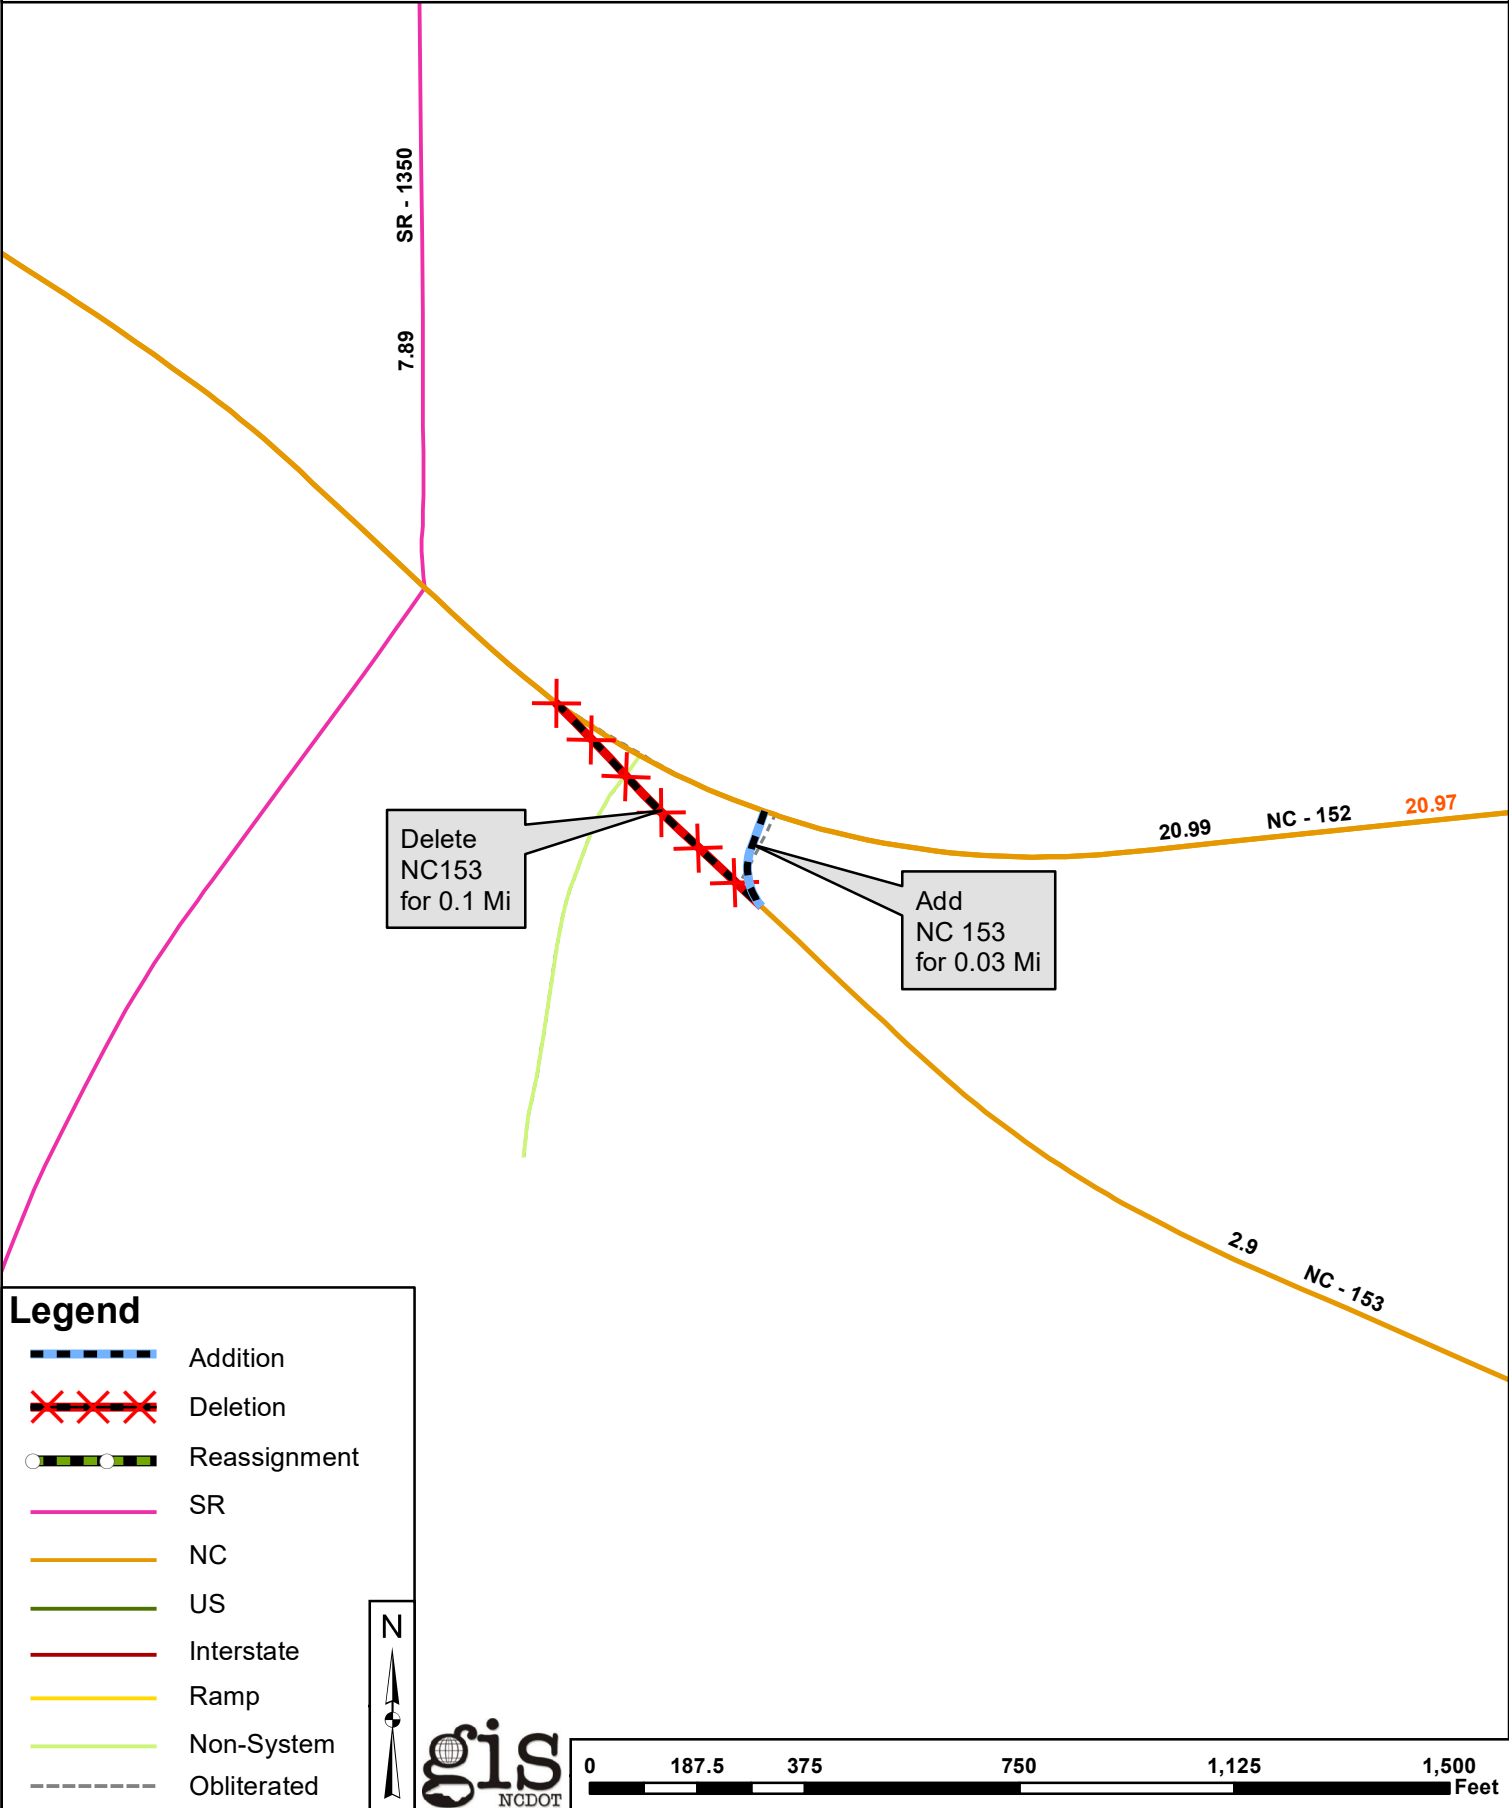 SR - 1350
7.89
20.99
NC - 152
20.97
Delete
NC153
for 0.1 Mi
Add
NC 153
for 0.03 Mi
2.9
NC - 153
Legend
Addition
Deletion
Reassignment
SR
NC
US
Interstate
Ramp
Non-System
Obliterated
N
gis
NCDOT
0 187.5 375 750 1,125 1,500
Feet